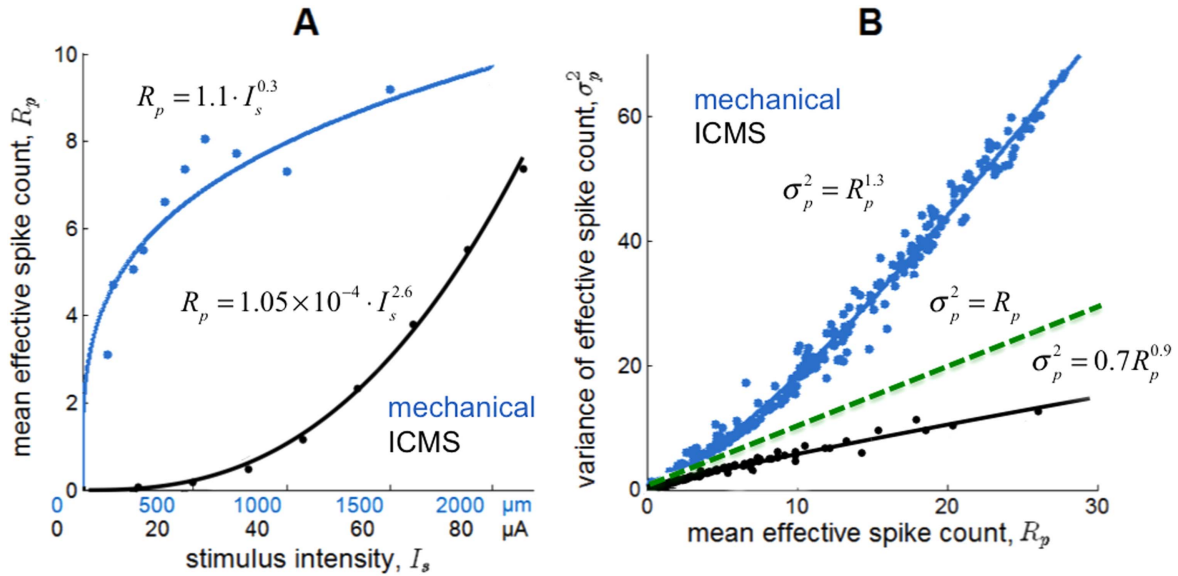 A
mean effective spike count, R_p
10
8
6
4
2
0
R_p = 1.1 · I_s^0.3
R_p = 1.05×10^−4 · I_s^2.6
mechanical
ICMS
0 500 1000 1500 2000 µm
0 20 40 60 80 µA
stimulus intensity, I_s
B
variance of effective spike count, σ_p^2
60
40
20
0
mechanical
ICMS
σ_p^2 = R_p^1.3
σ_p^2 = R_p
σ_p^2 = 0.7R_p^0.9
0 10 20 30
mean effective spike count, R_p